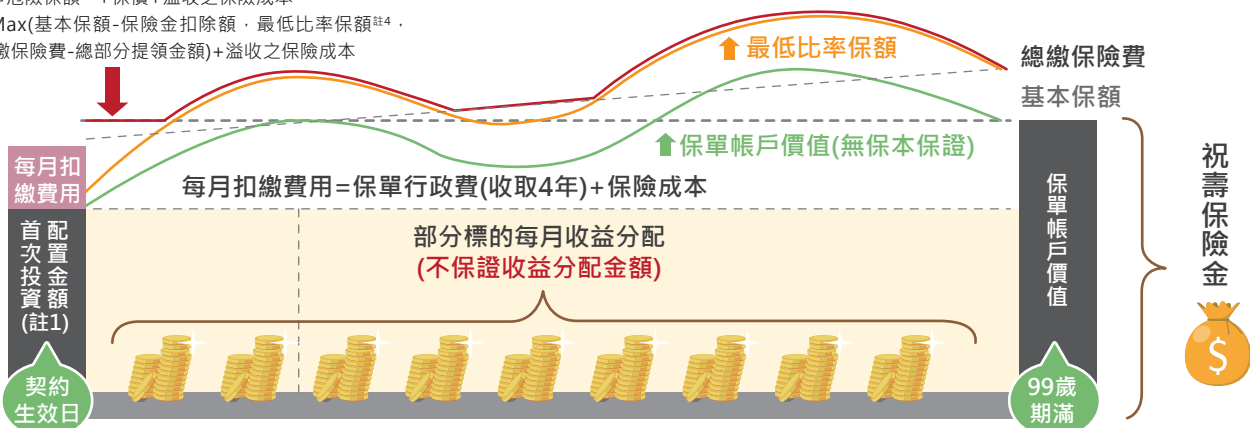 Max(基本保額-保險金扣除額，最低比率保額註4，
繳保險費-總部分提領金額)+溢收之保險成本
最低比率保額
總繳保險費
基本保額
保單帳戶價值(無保本保證)
每月扣
繳費用
每月扣繳費用=保單行政費(收取4年)+保險成本
首次投資
配置金額
(註1)
部分標的每月收益分配
(不保證收益分配金額)
保單帳戶價值
祝壽保險金
契約
生效日
99歲
期滿
$